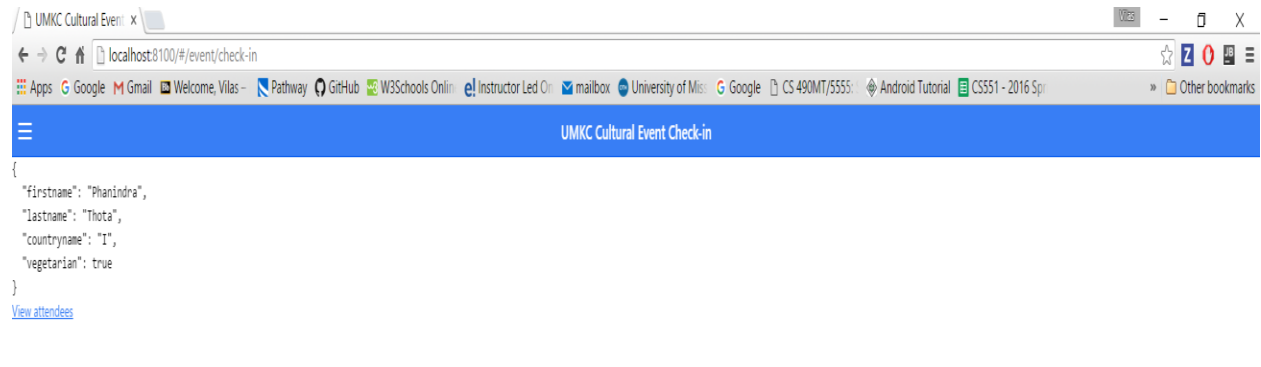 UMKC Cultural Event
Vilas
localhost:8100/#/event/check-in
Apps Google Gmail Welcome, Vilas – Pathway GitHub W3Schools Onlin Instructor Led On mailbox University of Miss Google CS 490MT/5555: Android Tutorial CS551 - 2016 Spr » Other bookmarks
UMKC Cultural Event Check-in
{
"firstname": "Phanindra",
"lastname": "Thota",
"countryname": "I",
"vegetarian": true
}
View attendees